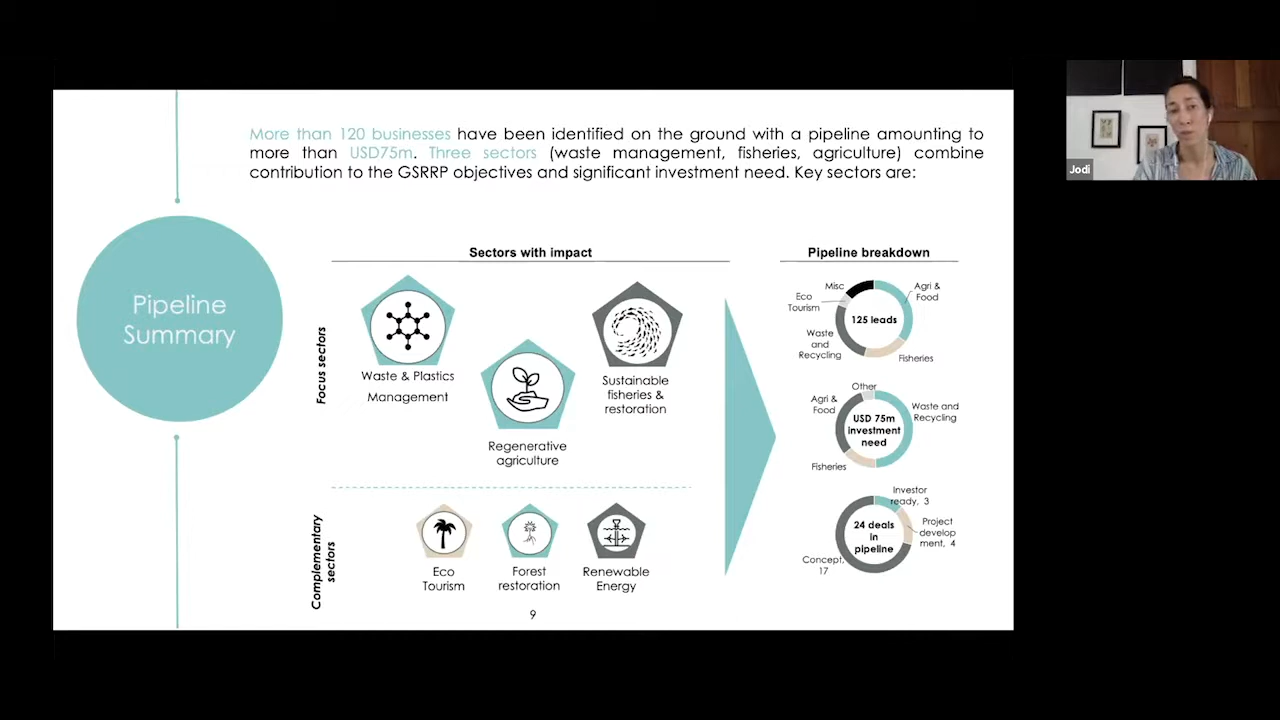 More than 120 businesses have been identified on the ground with a pipeline amounting to
more than USD75m. Three sectors (waste management, fisheries, agriculture) combine
contribution to the GSRRP objectives and significant investment need. Key sectors are:
Pipeline
Summary
Sectors with impact
Focus sectors
Waste & Plastics
Management
Regenerative
agriculture
Sustainable
fisheries &
restoration
Complementary
sectors
Eco
Tourism
Forest
restoration
Renewable
Energy
Pipeline breakdown
Misc
Eco
Tourism
Waste
and
Recycling
Agri &
Food
Fisheries
125 leads
Other
Agri &
Food
Waste and
Recycling
Fisheries
USD 75m
investment
need
Investor
ready, 3
Project
develop
ment, 4
Concept,
17
24 deals
in
pipeline
9
Jodi